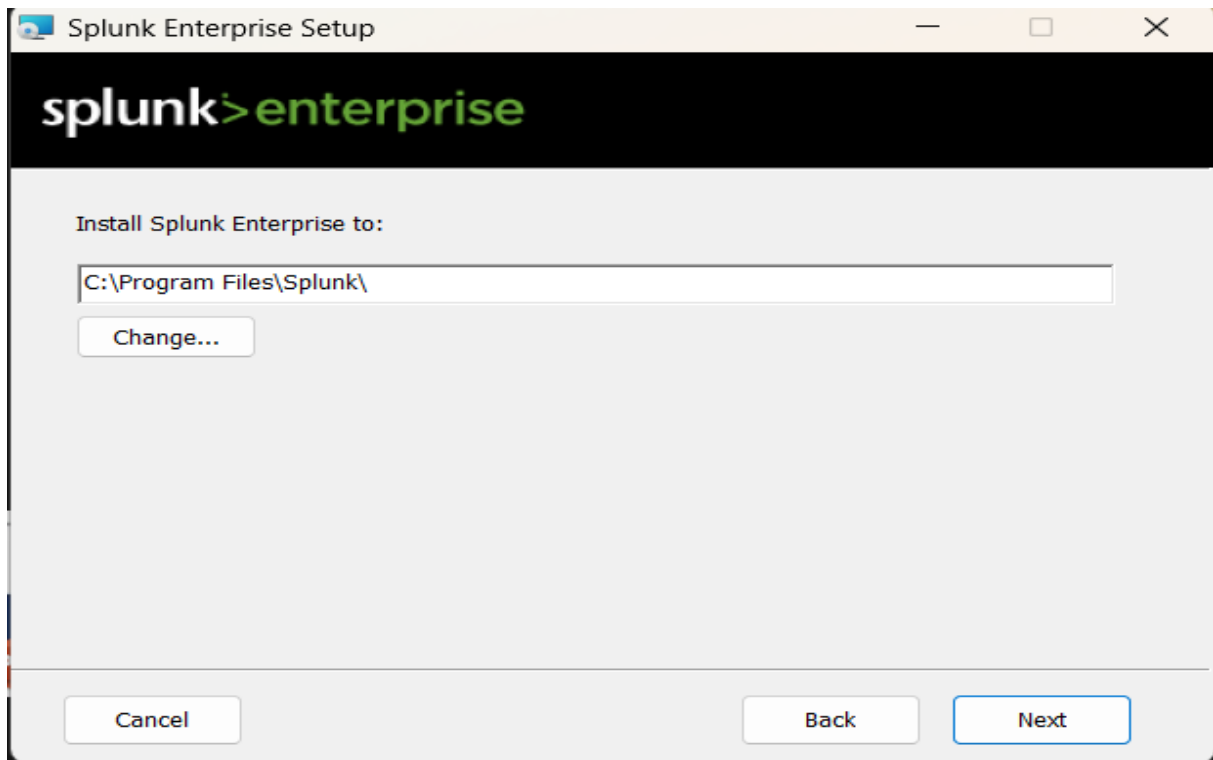 Splunk Enterprise Setup
splunk>enterprise
Install Splunk Enterprise to:
C:\Program Files\Splunk\
Change...
Cancel Back Next